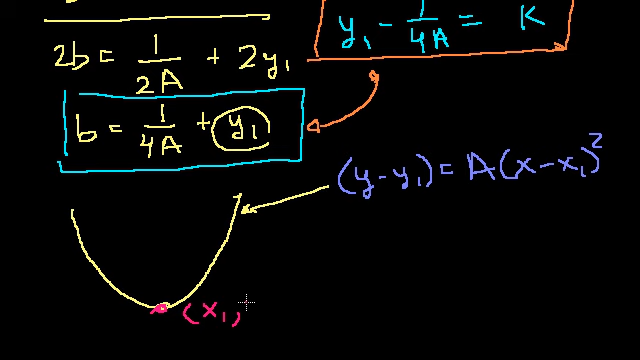 y₁ - 1/4A = K
2b = 1/2A + 2y₁
b = 1/4A + y₁
(y-y₁) = A(x-x₁)²
(x₁,